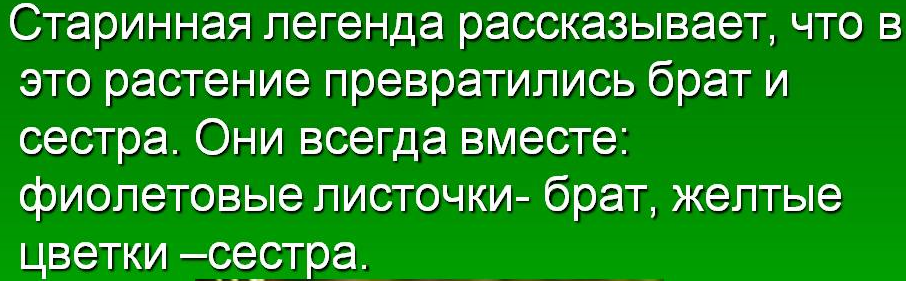 Старинная легенда рассказывает, что в
это растение превратились брат и
сестра. Они всегда вместе:
фиолетовые листочки- брат, желтые
цветки –сестра.